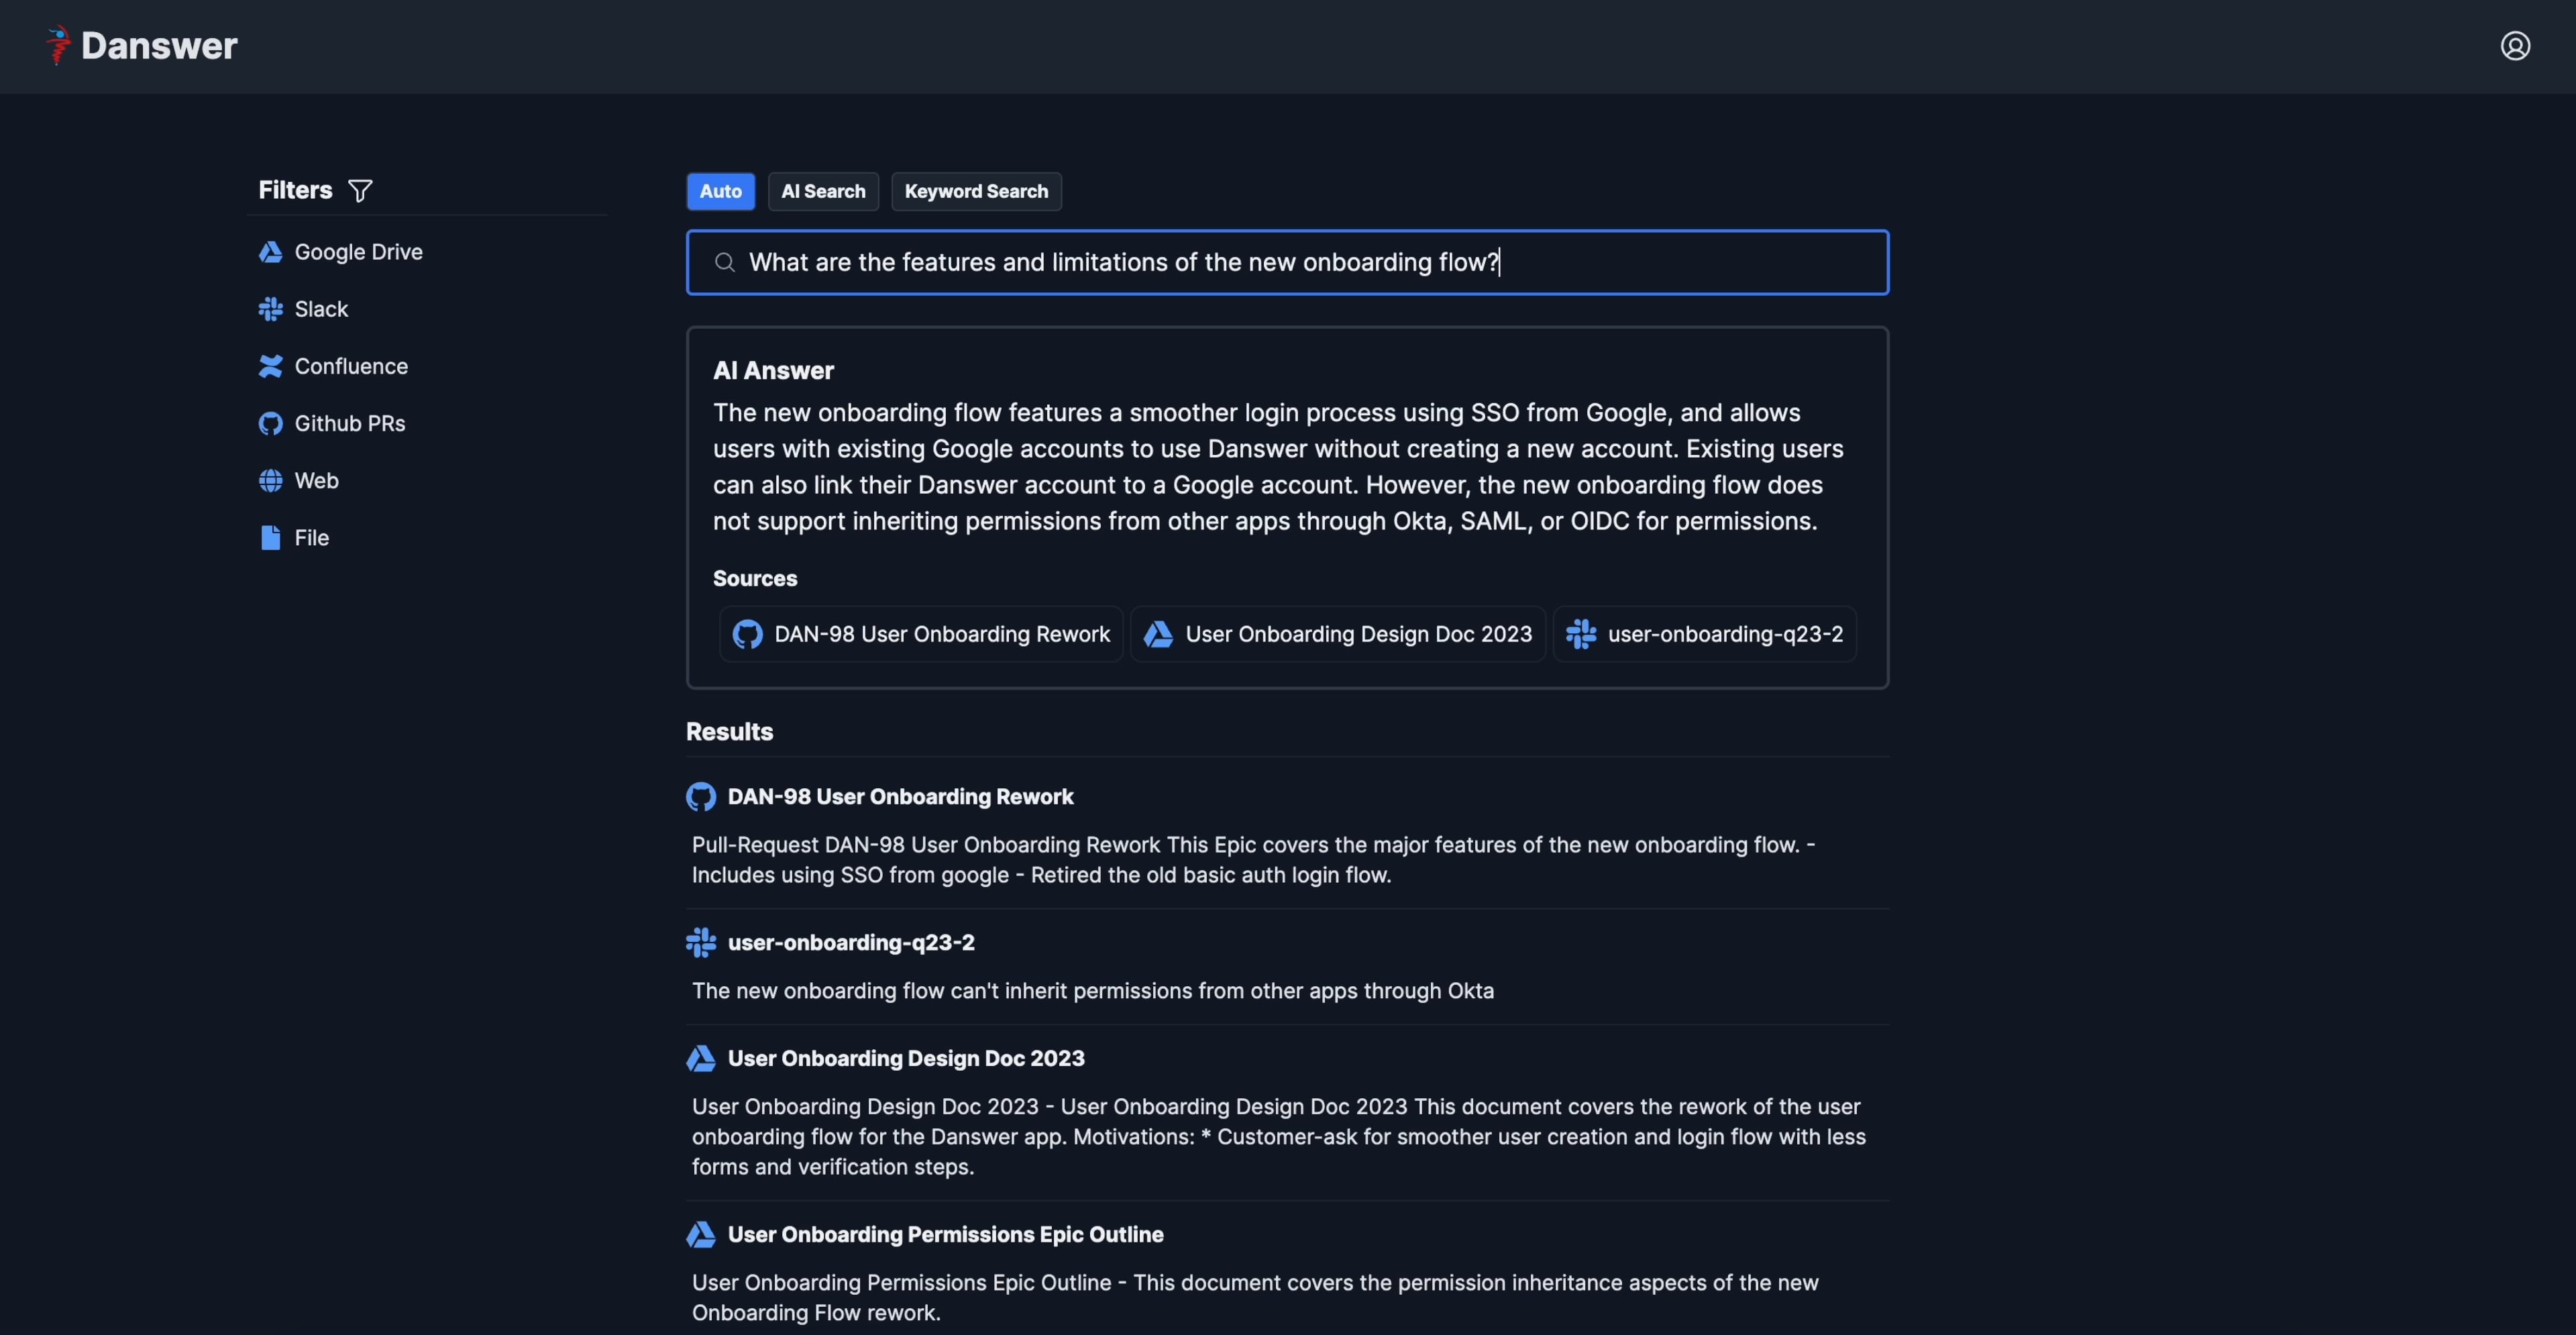 Danswer
Filters
Google Drive
Slack
Confluence
Github PRs
Web
File
Auto
AI Search
Keyword Search
What are the features and limitations of the new onboarding flow?
AI Answer
The new onboarding flow features a smoother login process using SSO from Google, and allows
users with existing Google accounts to use Danswer without creating a new account. Existing users
can also link their Danswer account to a Google account. However, the new onboarding flow does
not support inheriting permissions from other apps through Okta, SAML, or OIDC for permissions.
Sources
DAN-98 User Onboarding Rework
User Onboarding Design Doc 2023
user-onboarding-q23-2
Results
DAN-98 User Onboarding Rework
Pull-Request DAN-98 User Onboarding Rework This Epic covers the major features of the new onboarding flow. -
Includes using SSO from google - Retired the old basic auth login flow.
user-onboarding-q23-2
The new onboarding flow can't inherit permissions from other apps through Okta
User Onboarding Design Doc 2023
User Onboarding Design Doc 2023 - User Onboarding Design Doc 2023 This document covers the rework of the user
onboarding flow for the Danswer app. Motivations: * Customer-ask for smoother user creation and login flow with less
forms and verification steps.
User Onboarding Permissions Epic Outline
User Onboarding Permissions Epic Outline - This document covers the permission inheritance aspects of the new
Onboarding Flow rework.